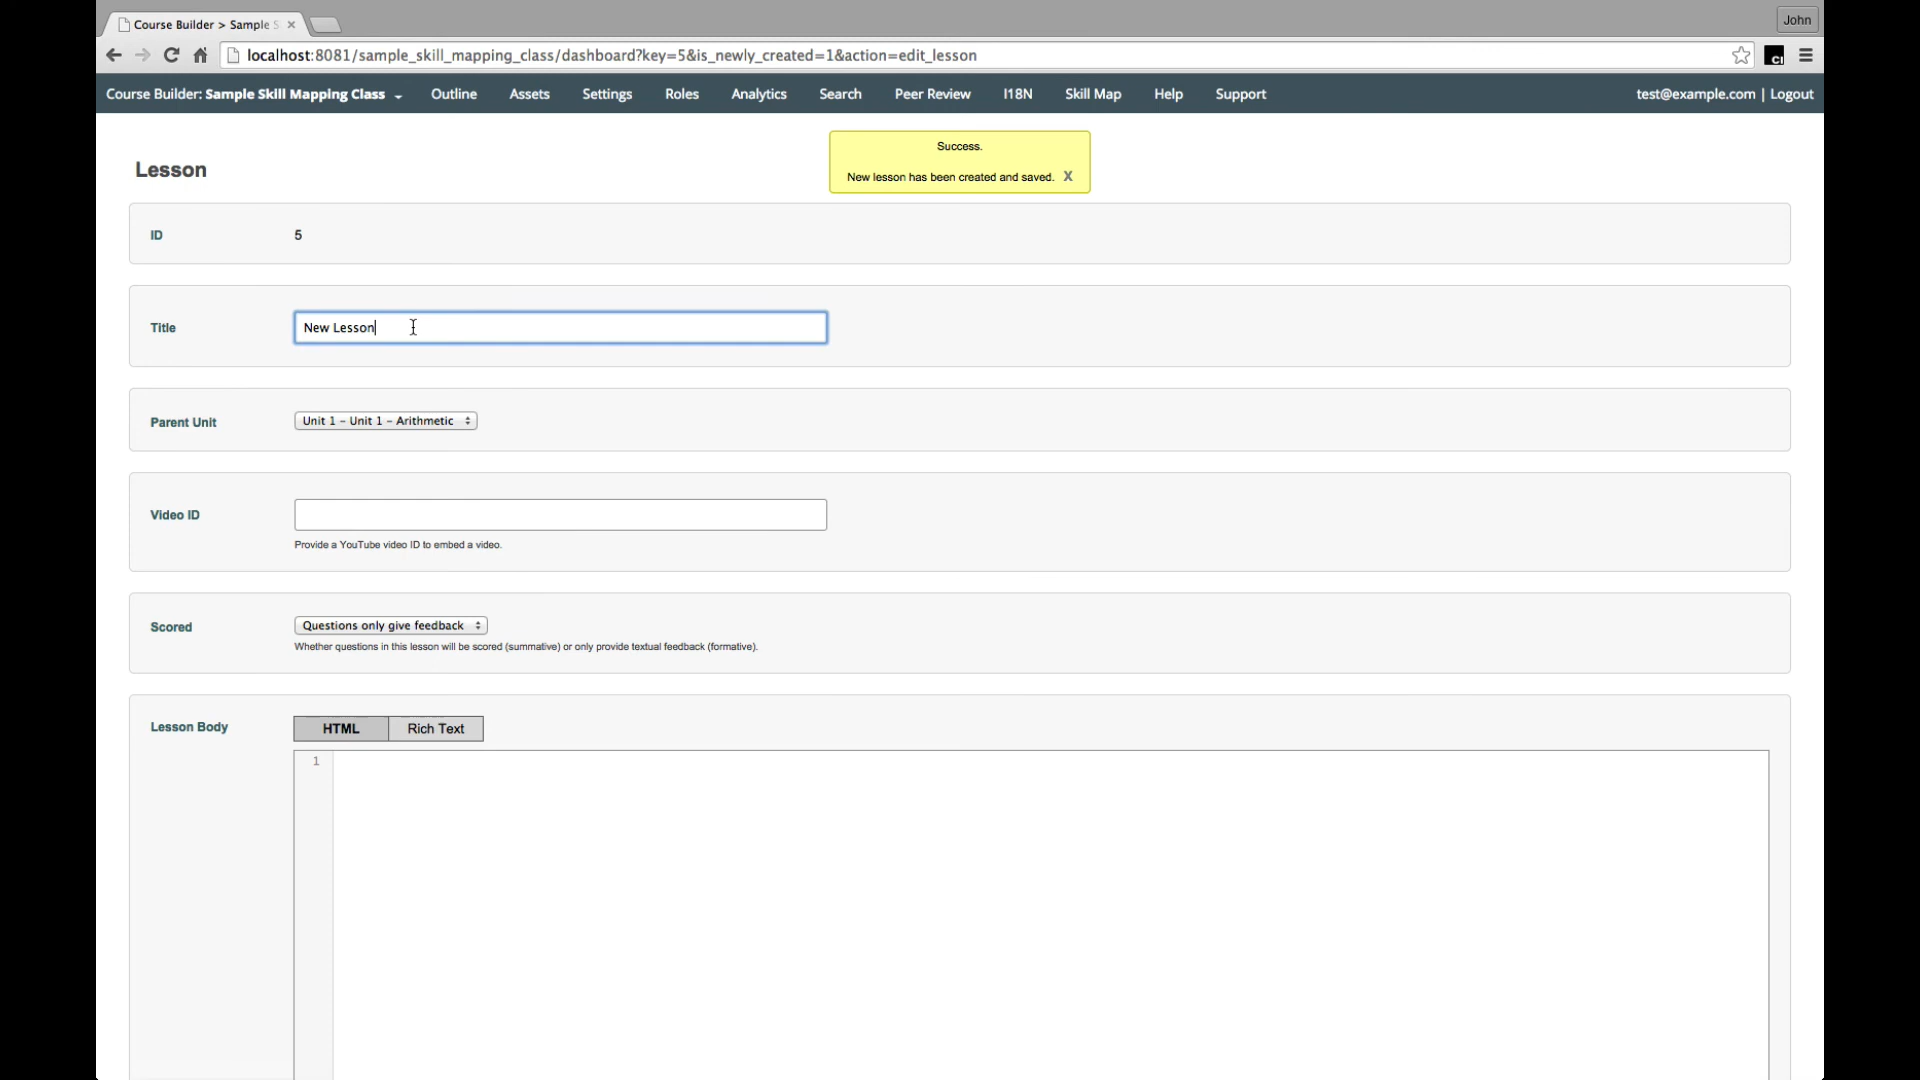 Course Builder > Sample S
John
localhost:8081/sample_skill_mapping_class/dashboard?key=5&is_newly_created=1&action=edit_lesson
Course Builder: Sample Skill Mapping Class Outline Assets Settings Roles Analytics Search Peer Review I18N Skill Map Help Support test@example.com | Logout
Success.
New lesson has been created and saved. X
Lesson
ID 5
Title New Lesson
Parent Unit Unit 1 – Unit 1 – Arithmetic
Video ID
Provide a YouTube video ID to embed a video.
Scored Questions only give feedback
Whether questions in this lesson will be scored (summative) or only provide textual feedback (formative).
Lesson Body HTML Rich Text
1